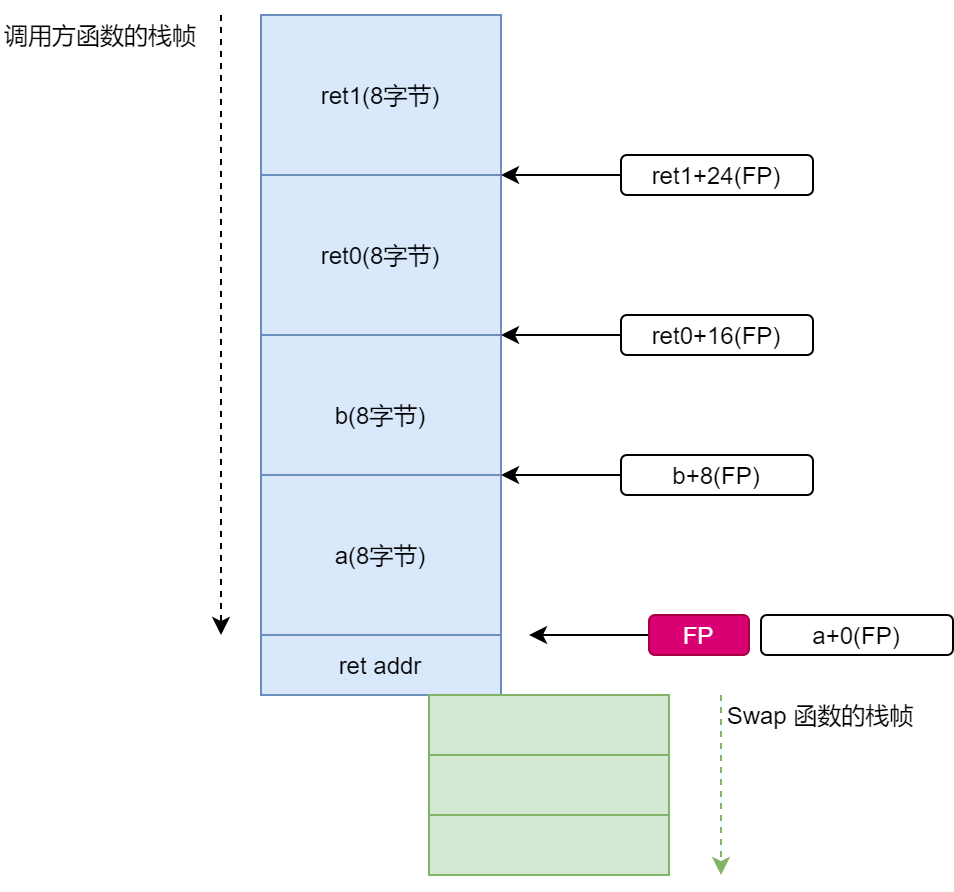 调用方函数的栈帧
ret1(8字节)
ret1+24(FP)
ret0(8字节)
ret0+16(FP)
b(8字节)
b+8(FP)
a(8字节)
FP
a+0(FP)
ret addr
Swap 函数的栈帧